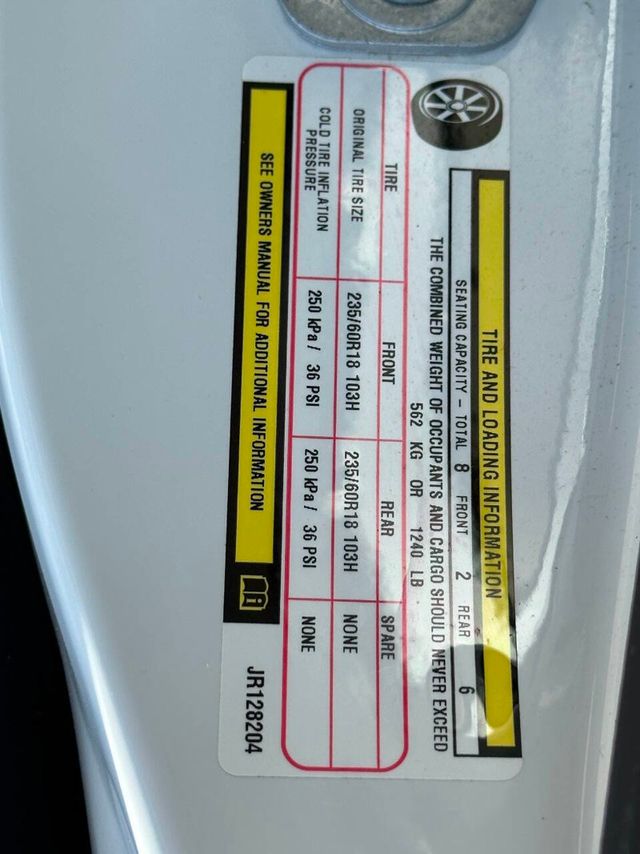 TIRE AND LOADING INFORMATION
SEATING CAPACITY – TOTAL 8 FRONT 2 REAR 6
THE COMBINED WEIGHT OF OCCUPANTS AND CARGO SHOULD NEVER EXCEED
562 KG OR 1240 LB
TIRE FRONT REAR SPARE
ORIGINAL TIRE SIZE 235/60R18 103H 235/60R18 103H NONE
COLD TIRE INFLATION
PRESSURE 250 kPa / 36 PSI 250 kPa / 36 PSI NONE
SEE OWNERS MANUAL FOR ADDITIONAL INFORMATION
JR128204